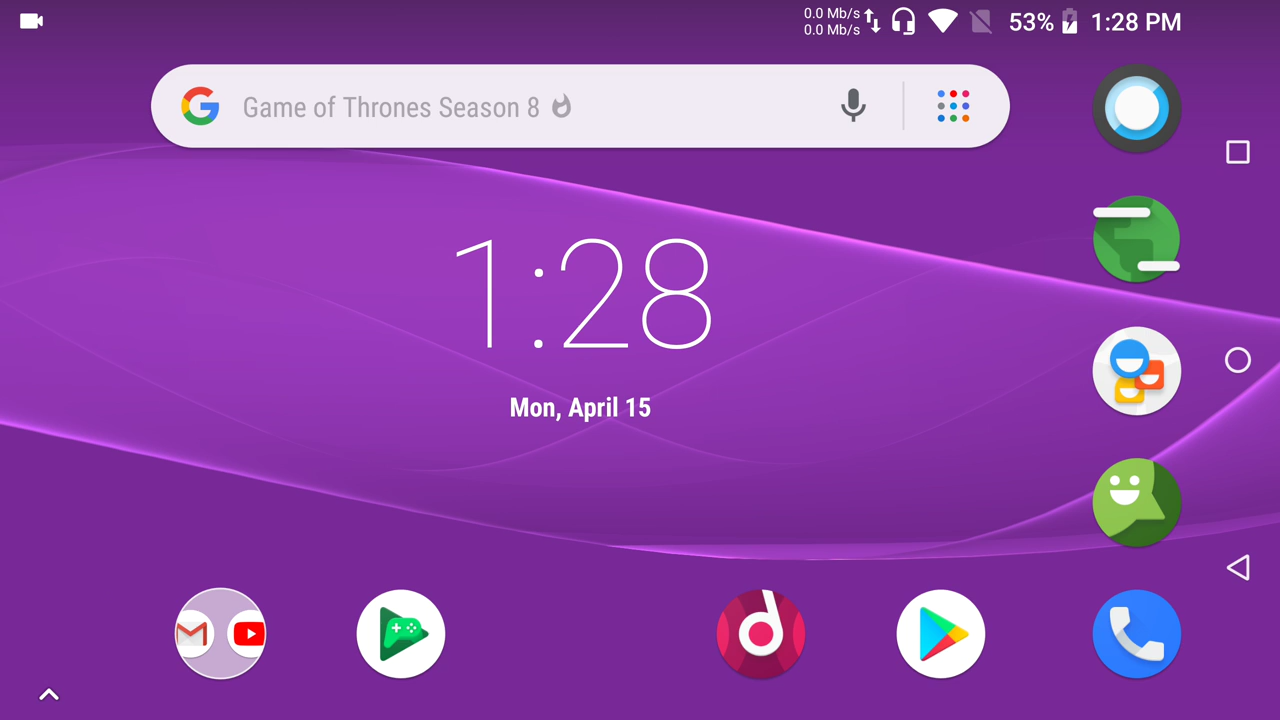 0.0 Mb/s
0.0 Mb/s
53%
1:28 PM
Game of Thrones Season 8
1:28
Mon, April 15